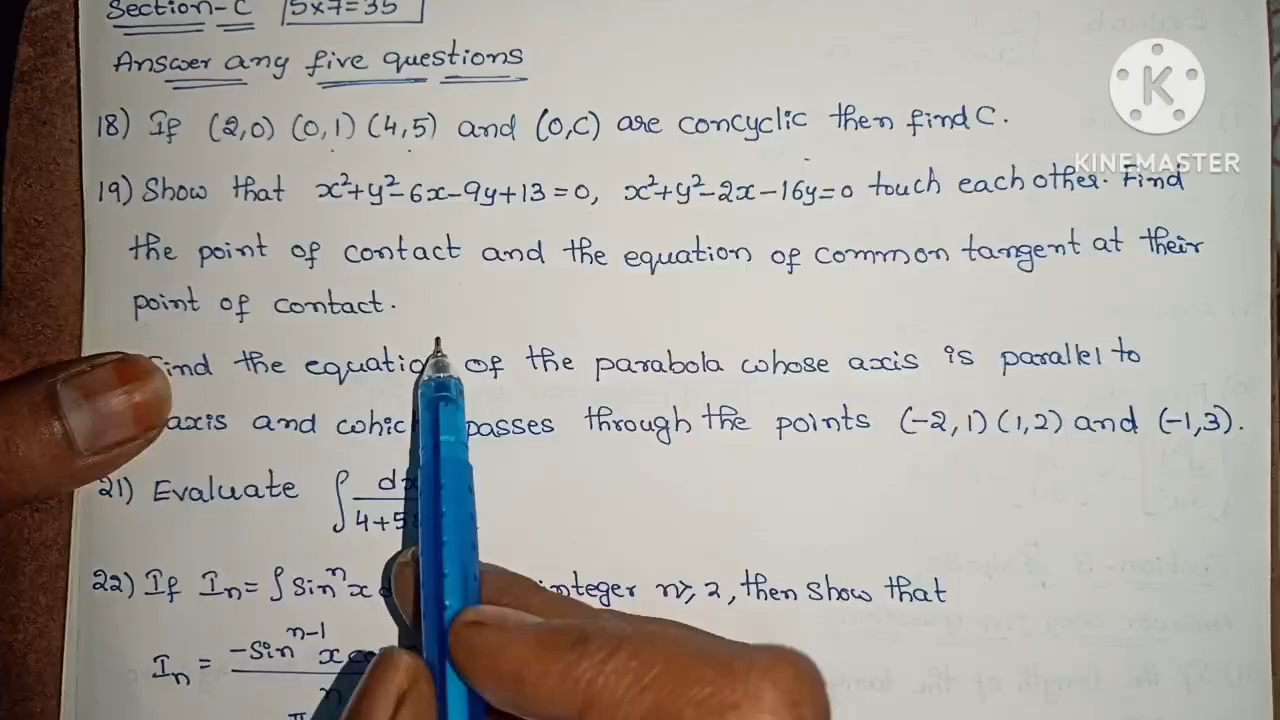 Section-C 5x7=35
Answer any five questions
18) If (2,0) (0,1) (4,5) and (0,C) are concyclic then find C.
K
KINEMASTER
19) Show that x²+y²-6x-9y+13=0, x²+y²-2x-16y=0 touch each other. Find
the point of contact and the equation of common tangent at their
point of contact.
the equation of the parabola whose axis is parallel to
axis and passes through the points (-2,1) (1,2) and (-1,3).
21) Evaluate ∫ dx / 4+5
22) If Iₙ = ∫ Sinⁿx integer n≥2, then show that
Iₙ = -Sinⁿ⁻¹ x / n